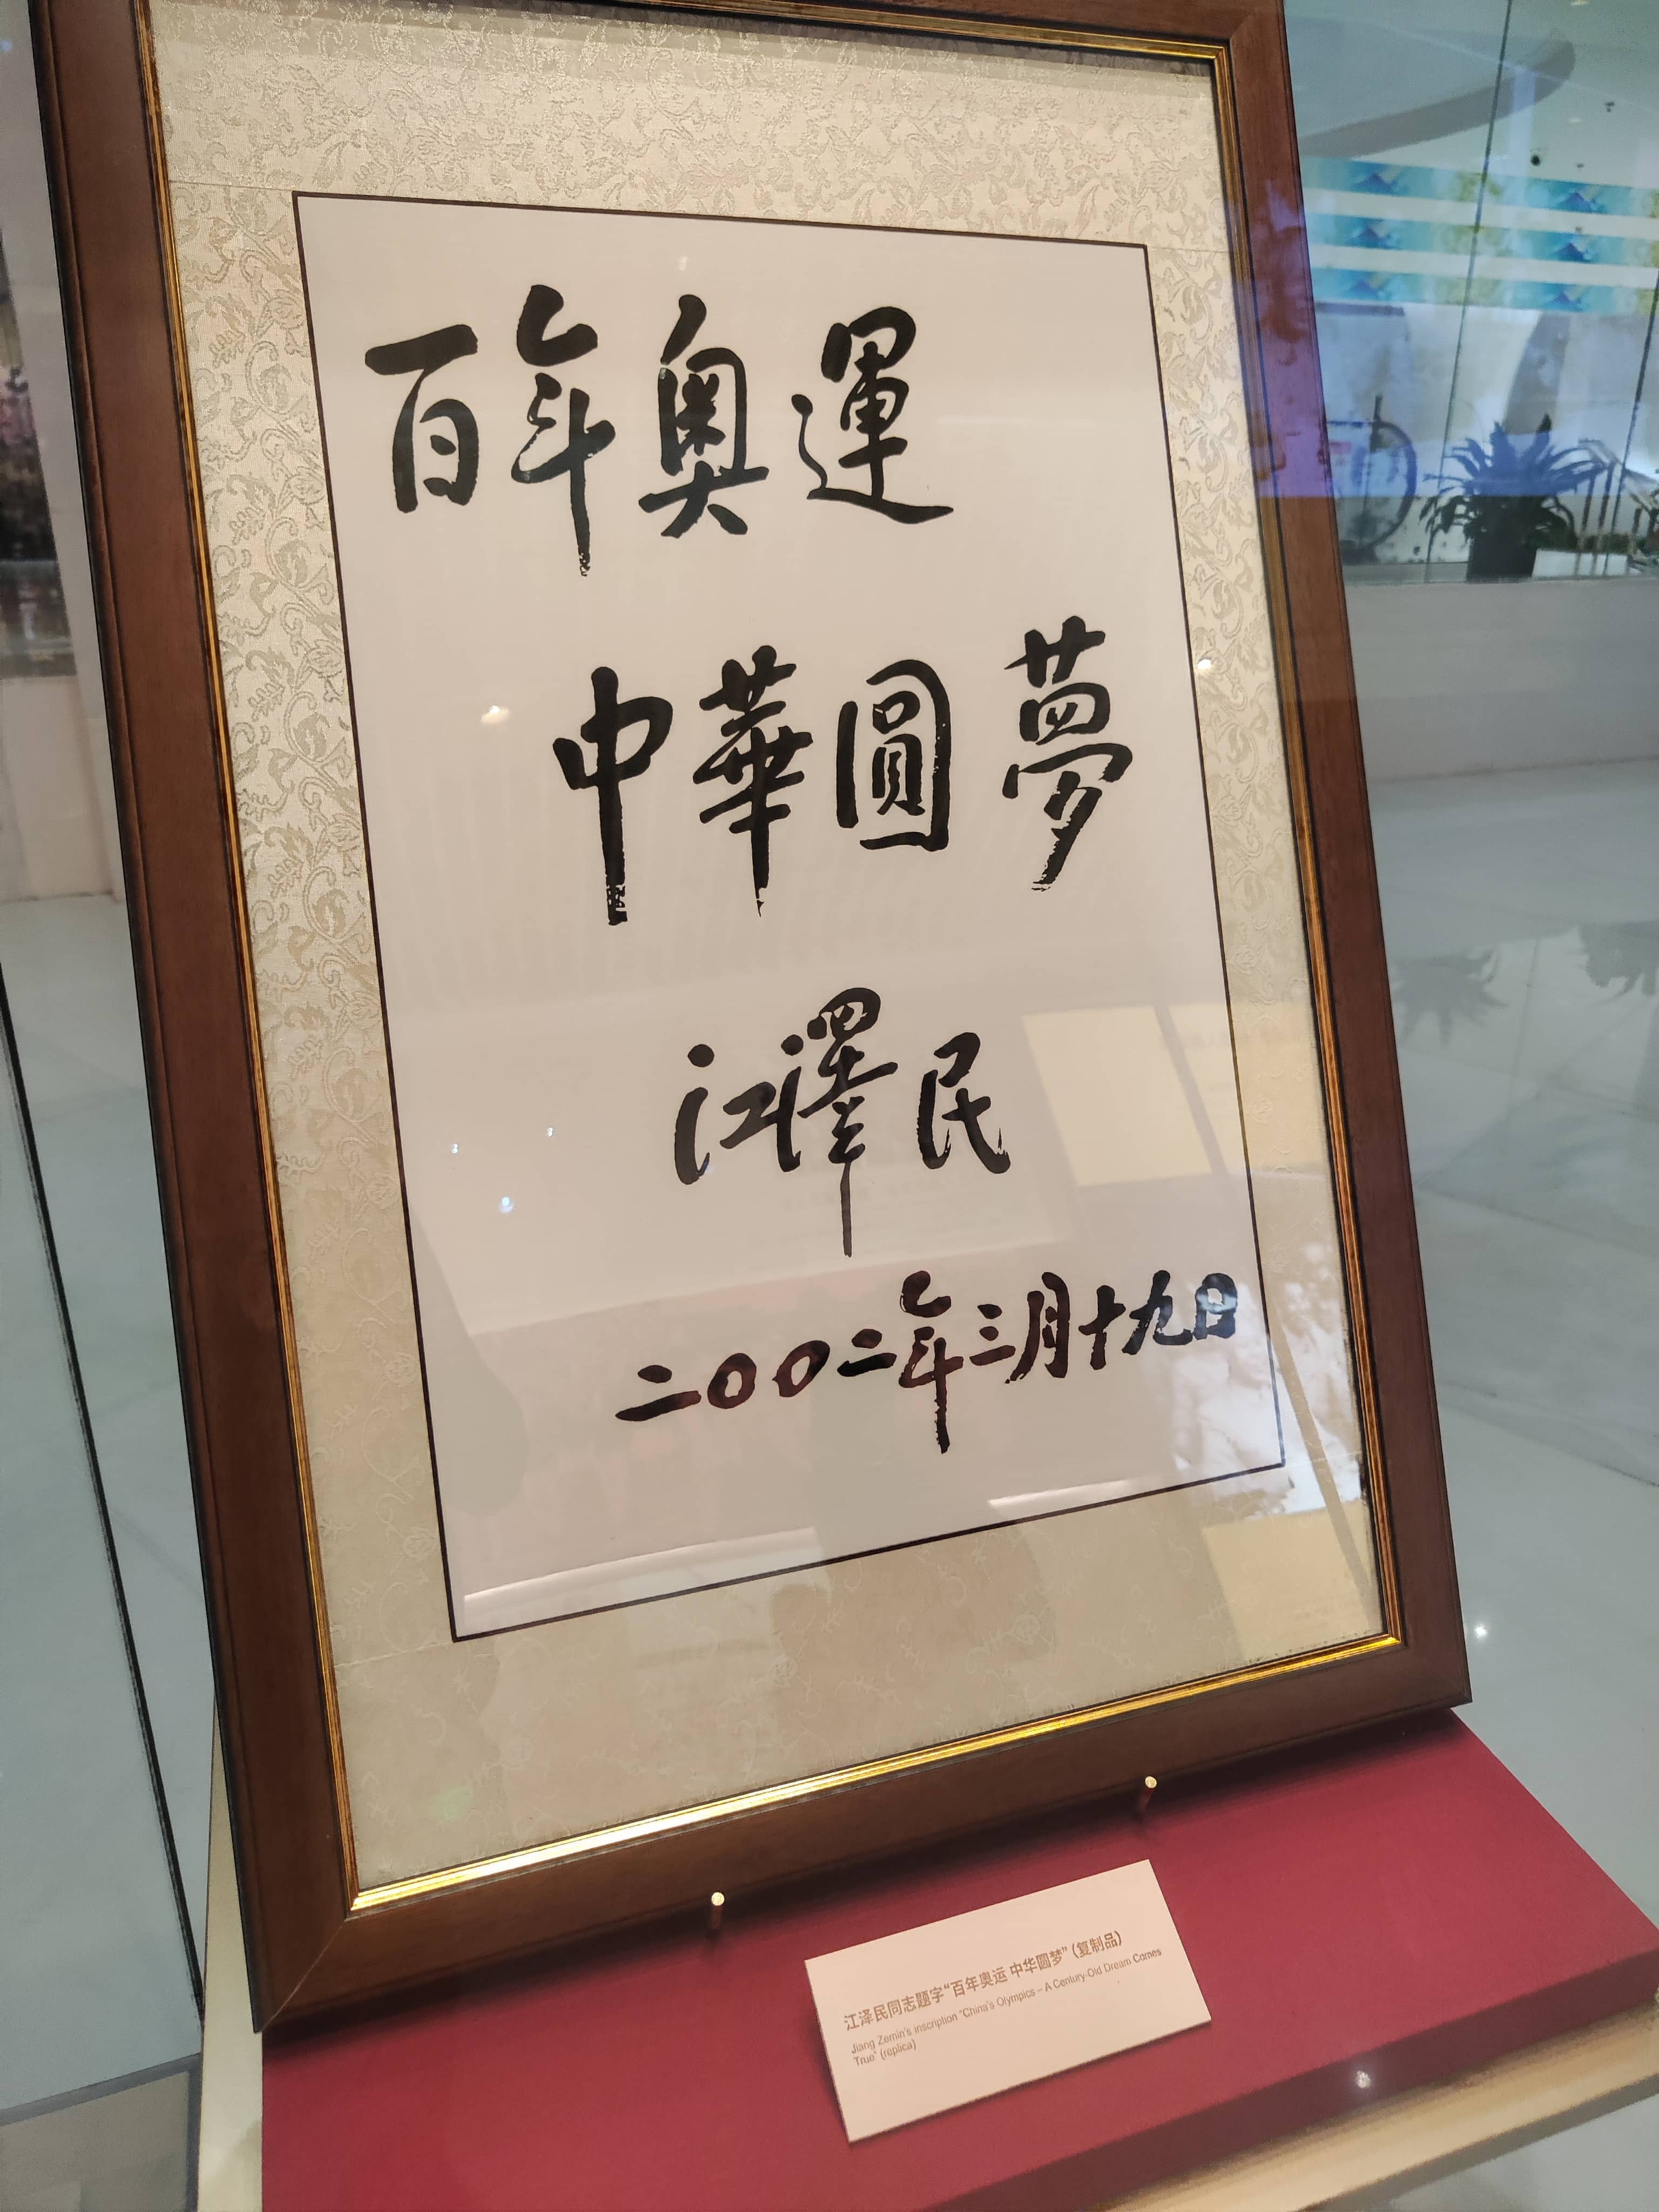 百年奥運
中華圓夢
江澤民
二〇〇二年三月十九日
江泽民同志题字“百年奥运 中华圆梦”（复制品）
Jiang Zemin's inscription "China's Olympics – A Century-Old Dream Comes
True" (replica)